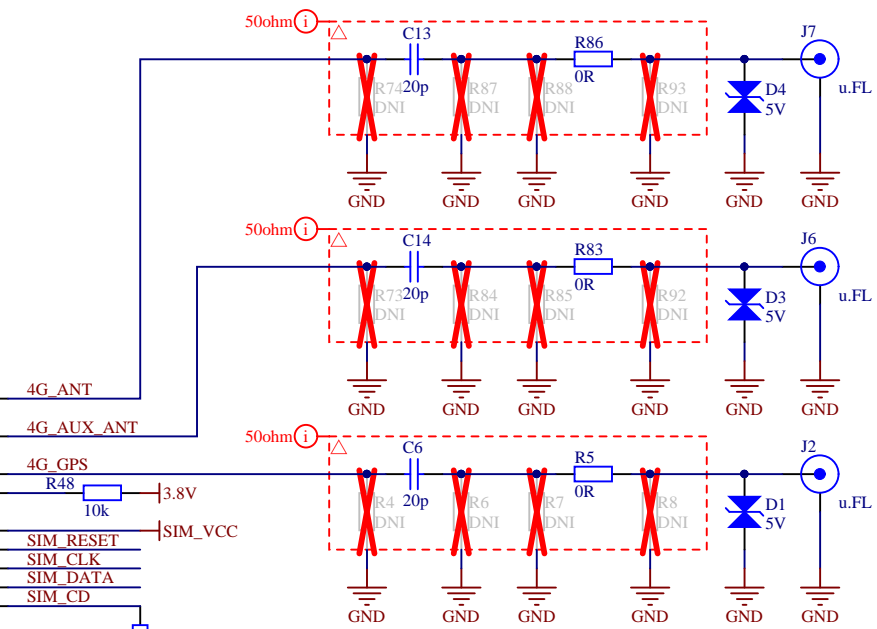 50ohm i
C13
20p
R74
DNI
R87
DNI
R88
DNI
R86
0R
R93
DNI
D4
5V
J7
u.FL
GND GND GND GND GND GND
50ohm i
C14
20p
R73
DNI
R84
DNI
R85
DNI
R83
0R
R92
DNI
D3
5V
J6
u.FL
GND GND GND GND GND GND
4G_ANT
4G_AUX_ANT
50ohm i
C6
20p
R4
DNI
R6
DNI
R7
DNI
R5
0R
R8
DNI
D1
5V
J2
u.FL
GND GND GND GND GND GND
4G_GPS
R48
10k
3.8V
SIM_VCC
SIM_RESET
SIM_CLK
SIM_DATA
SIM_CD